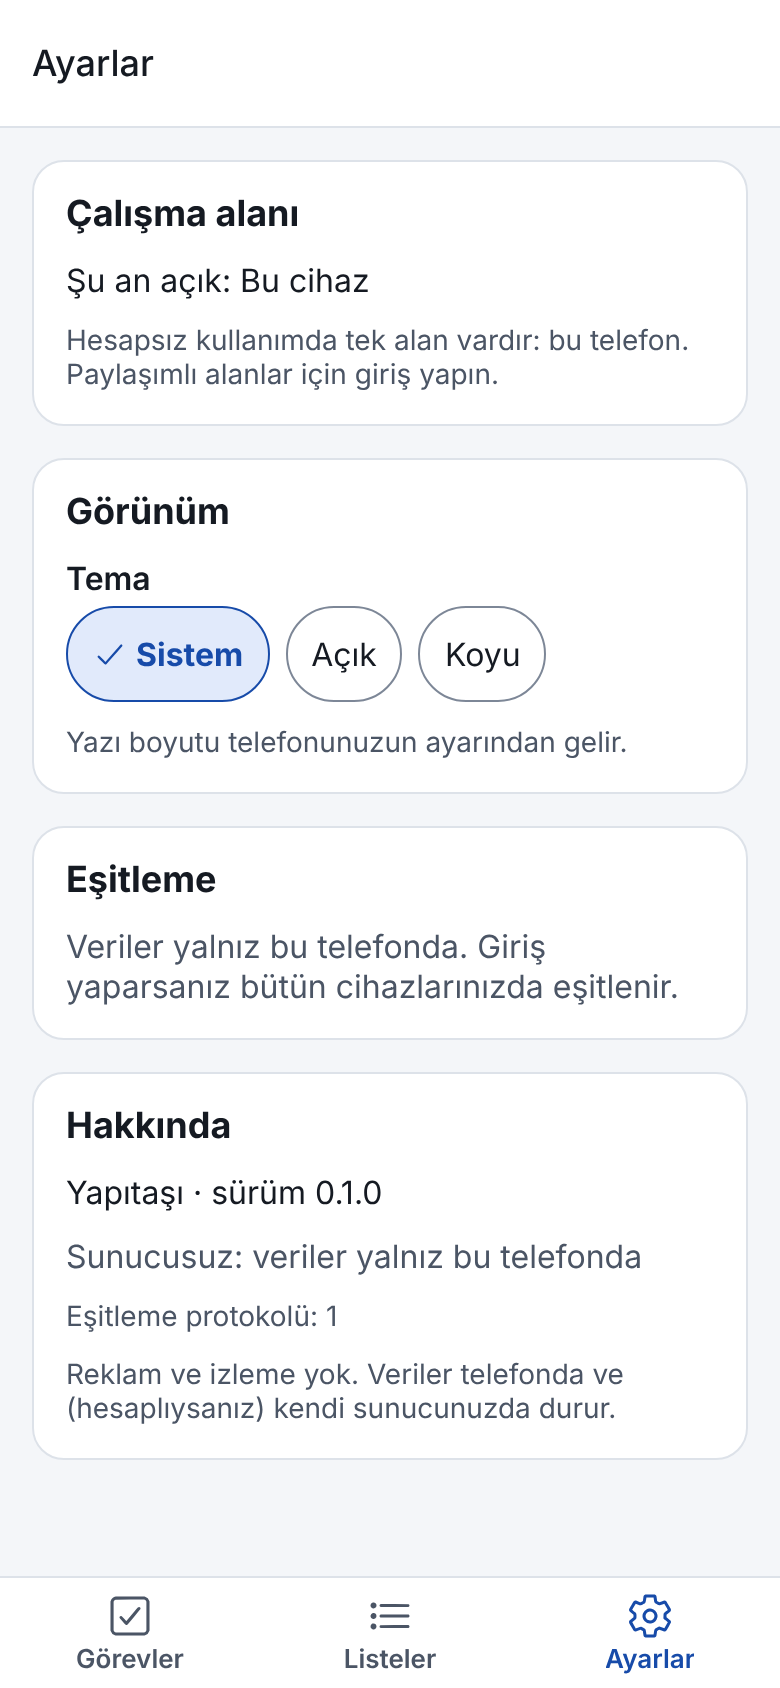 Ayarlar
Çalışma alanı
Şu an açık: Bu cihaz
Hesapsız kullanımda tek alan vardır: bu telefon.
Paylaşımlı alanlar için giriş yapın.
Görünüm
Tema
Sistem
Açık
Koyu
Yazı boyutu telefonunuzun ayarından gelir.
Eşitleme
Veriler yalnız bu telefonda. Giriş
yaparsanız bütün cihazlarınızda eşitlenir.
Hakkında
Yapıtaşı · sürüm 0.1.0
Sunucusuz: veriler yalnız bu telefonda
Eşitleme protokolü: 1
Reklam ve izleme yok. Veriler telefonda ve
(hesaplıysanız) kendi sunucunuzda durur.
Görevler
Listeler
Ayarlar